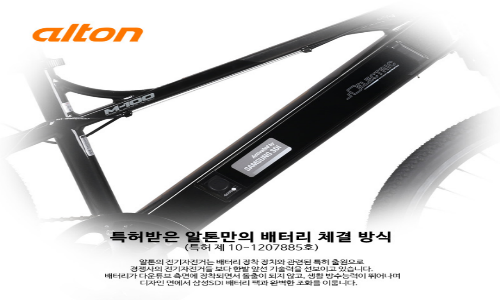 alton
M-100
ELECTRIC
Activated by
SAMSUNG SDI
특허받은 알톤만의 배터리 체결 방식
(특허 제 10-1207885호)
알톤의 전기자전거는 배터리 장착 장치와 관련된 특허 출원으로
경쟁사의 전기자전거들 보다 한발 앞선 기술력을 선보이고 있습니다.
배터리가 다운튜브 측면에 장착되면서 돌출이 되지 않고, 생활 방수능력이 뛰어나며
디자인 면에서 삼성SDI 배터리 팩과 완벽한 조화를 이룹니다.